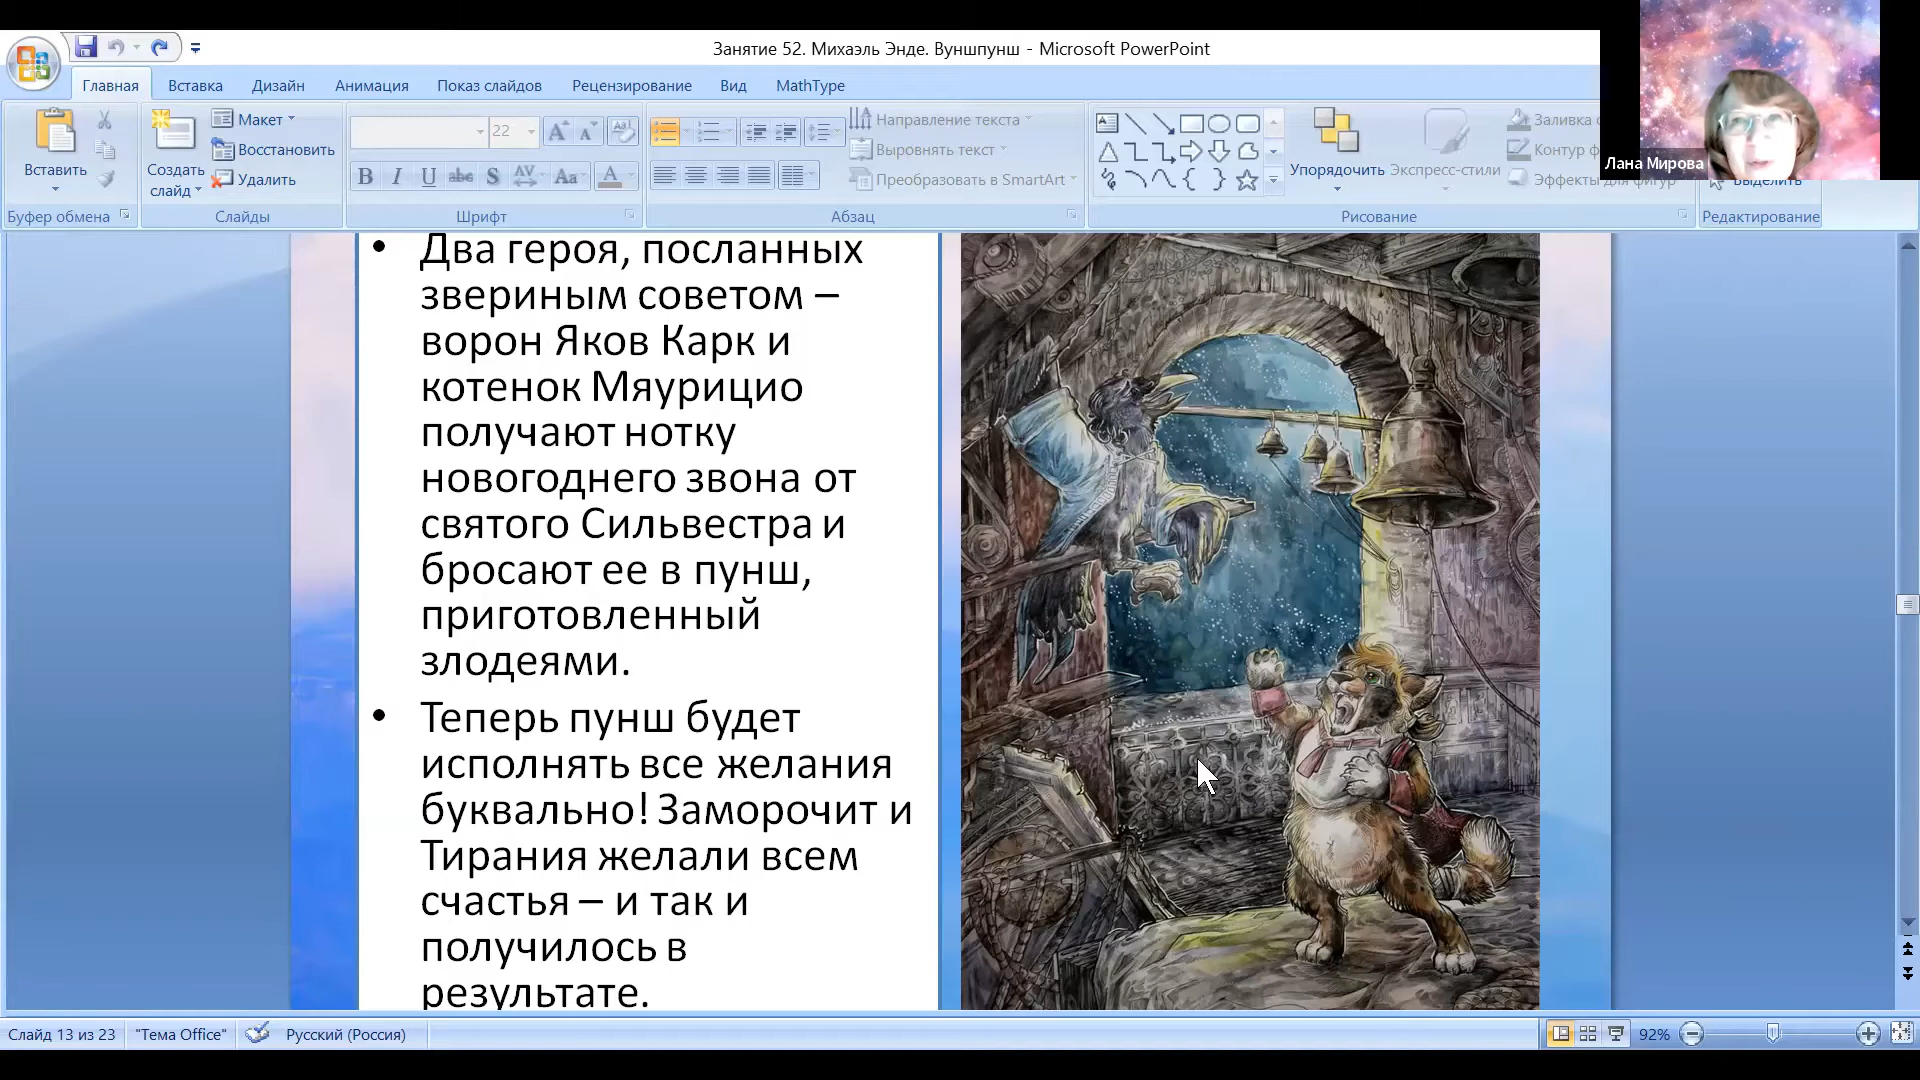 Занятие 52. Михаэль Энде. Вуншпунш - Microsoft PowerPoint
Главная Вставка Дизайн Анимация Показ слайдов Рецензирование Вид MathType
Вставить
Буфер обмена
Создать
слайд
Макет
Восстановить
Удалить
Слайды
22
Шрифт
Направление текста
Выровнять текст
Преобразовать в SmartArt
Абзац
Упорядочить
Экспресс-стили
Заливка
Контур
Эффекты для фигур
Рисование
Выделить
Редактирование
Лана Мирова
• Два героя, посланных
звериным советом –
ворон Яков Карк и
котенок Мяурицио
получают нотку
новогоднего звона от
святого Сильвестра и
бросают ее в пунш,
приготовленный
злодеями.
• Теперь пунш будет
исполнять все желания
буквально! Заморочит и
Тирания желали всем
счастья – и так и
получилось в
результате.
Слайд 13 из 23 "Тема Office" Русский (Россия) 92%